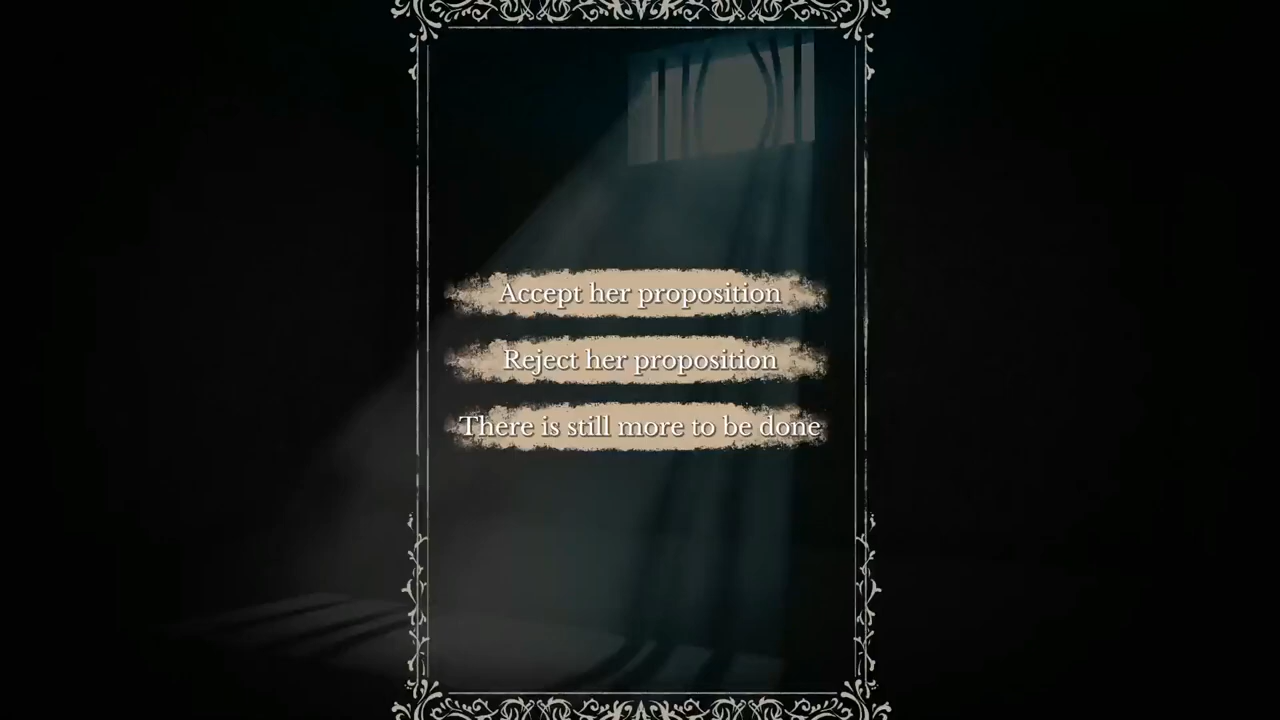 Accept her proposition
Reject her proposition
There is still more to be done